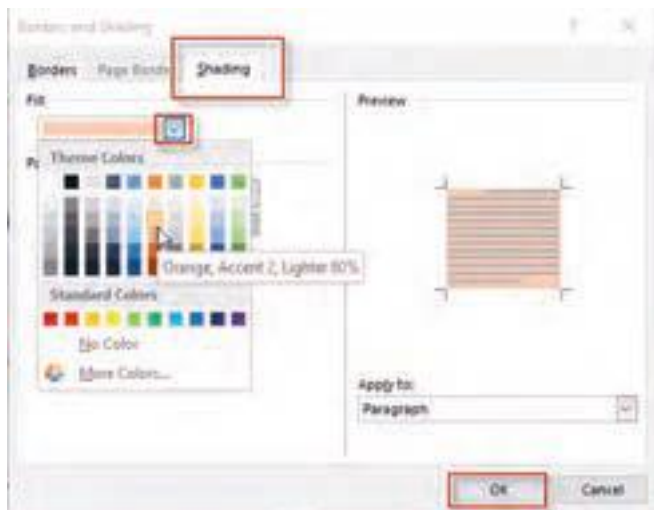 Borders and Shading
Borders Page Border Shading
Fill
Preview
Theme Colors
Orange, Accent 2, Lighter 80%
Standard Colors
No Color
More Colors...
Apply to:
Paragraph
OK Cancel